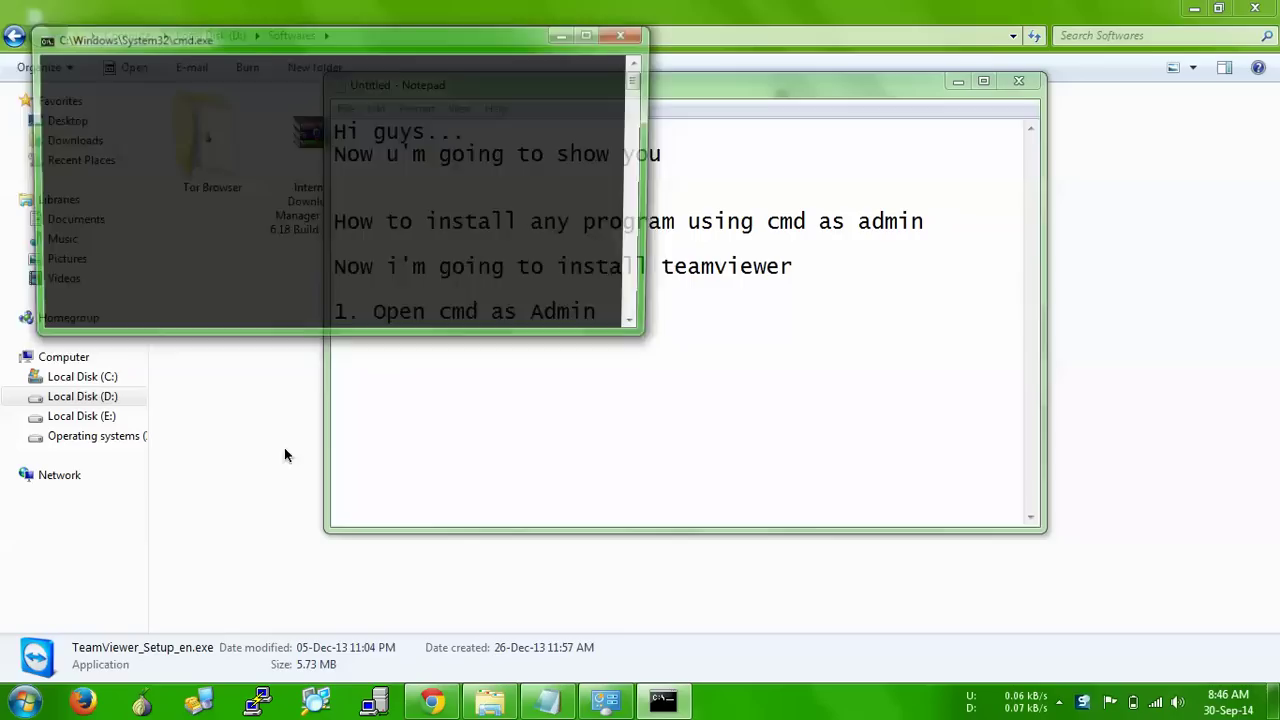 C:\Windows\System32\cmd.exe
Local Disk (D:) Softwares
Search Softwares
Organize Open E-mail Burn New folder
Untitled - Notepad
Favorites
Desktop
Downloads
Recent Places
Libraries
Documents
Music
Pictures
Videos
Homegroup
Computer
Local Disk (C:)
Local Disk (D:)
Local Disk (E:)
Operating systems (
Network
Tor Browser
Intern
Downl
Manager
6.18 Build
File Edit Format View Help
Hi guys...
Now u'm going to show you
How to install any program using cmd as admin
Now i'm going to install teamviewer
1. Open cmd as Admin
TeamViewer_Setup_en.exe Date modified: 05-Dec-13 11:04 PM Date created: 26-Dec-13 11:57 AM
Application Size: 5.73 MB
U: 0.06 kB/s
D: 0.07 kB/s
8:46 AM
30-Sep-14